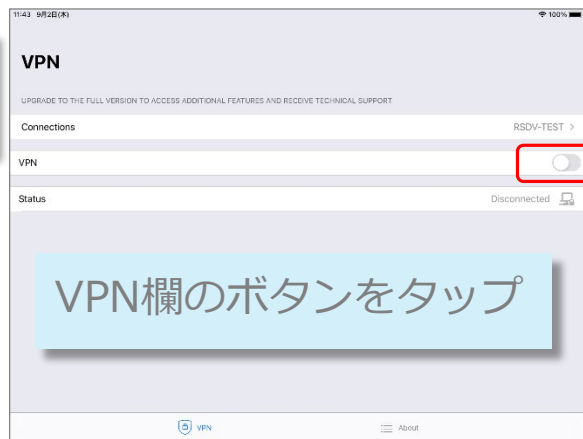 11:43 9月2日(木)
100%
VPN
UPGRADE TO THE FULL VERSION TO ACCESS ADDITIONAL FEATURES AND RECEIVE TECHNICAL SUPPORT
Connections RSDV-TEST >
VPN
Status Disconnected
VPN欄のボタンをタップ
VPN About